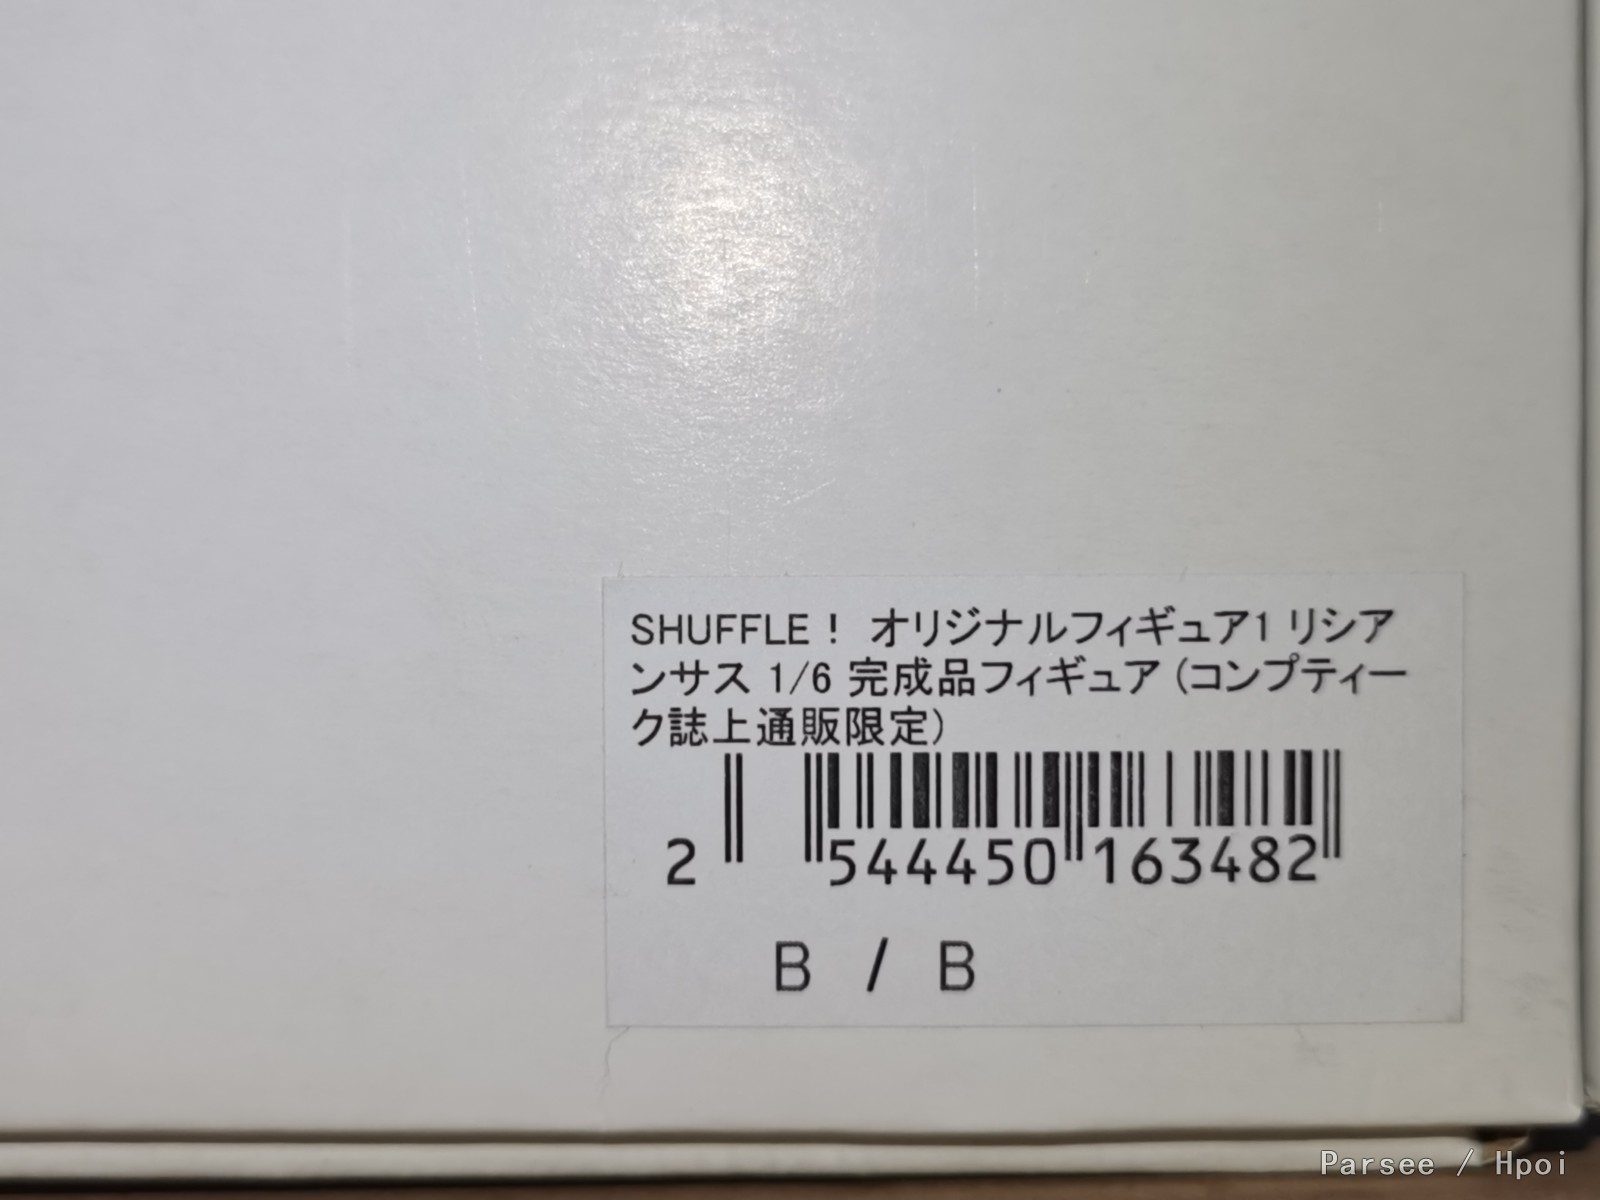 SHUFFLE！ オリジナルフィギュア1 リシア
ンサス 1/6 完成品フィギュア (コンプティー
ク誌上通販限定)
2 544450 163482
B / B
Parsee / Hpoi